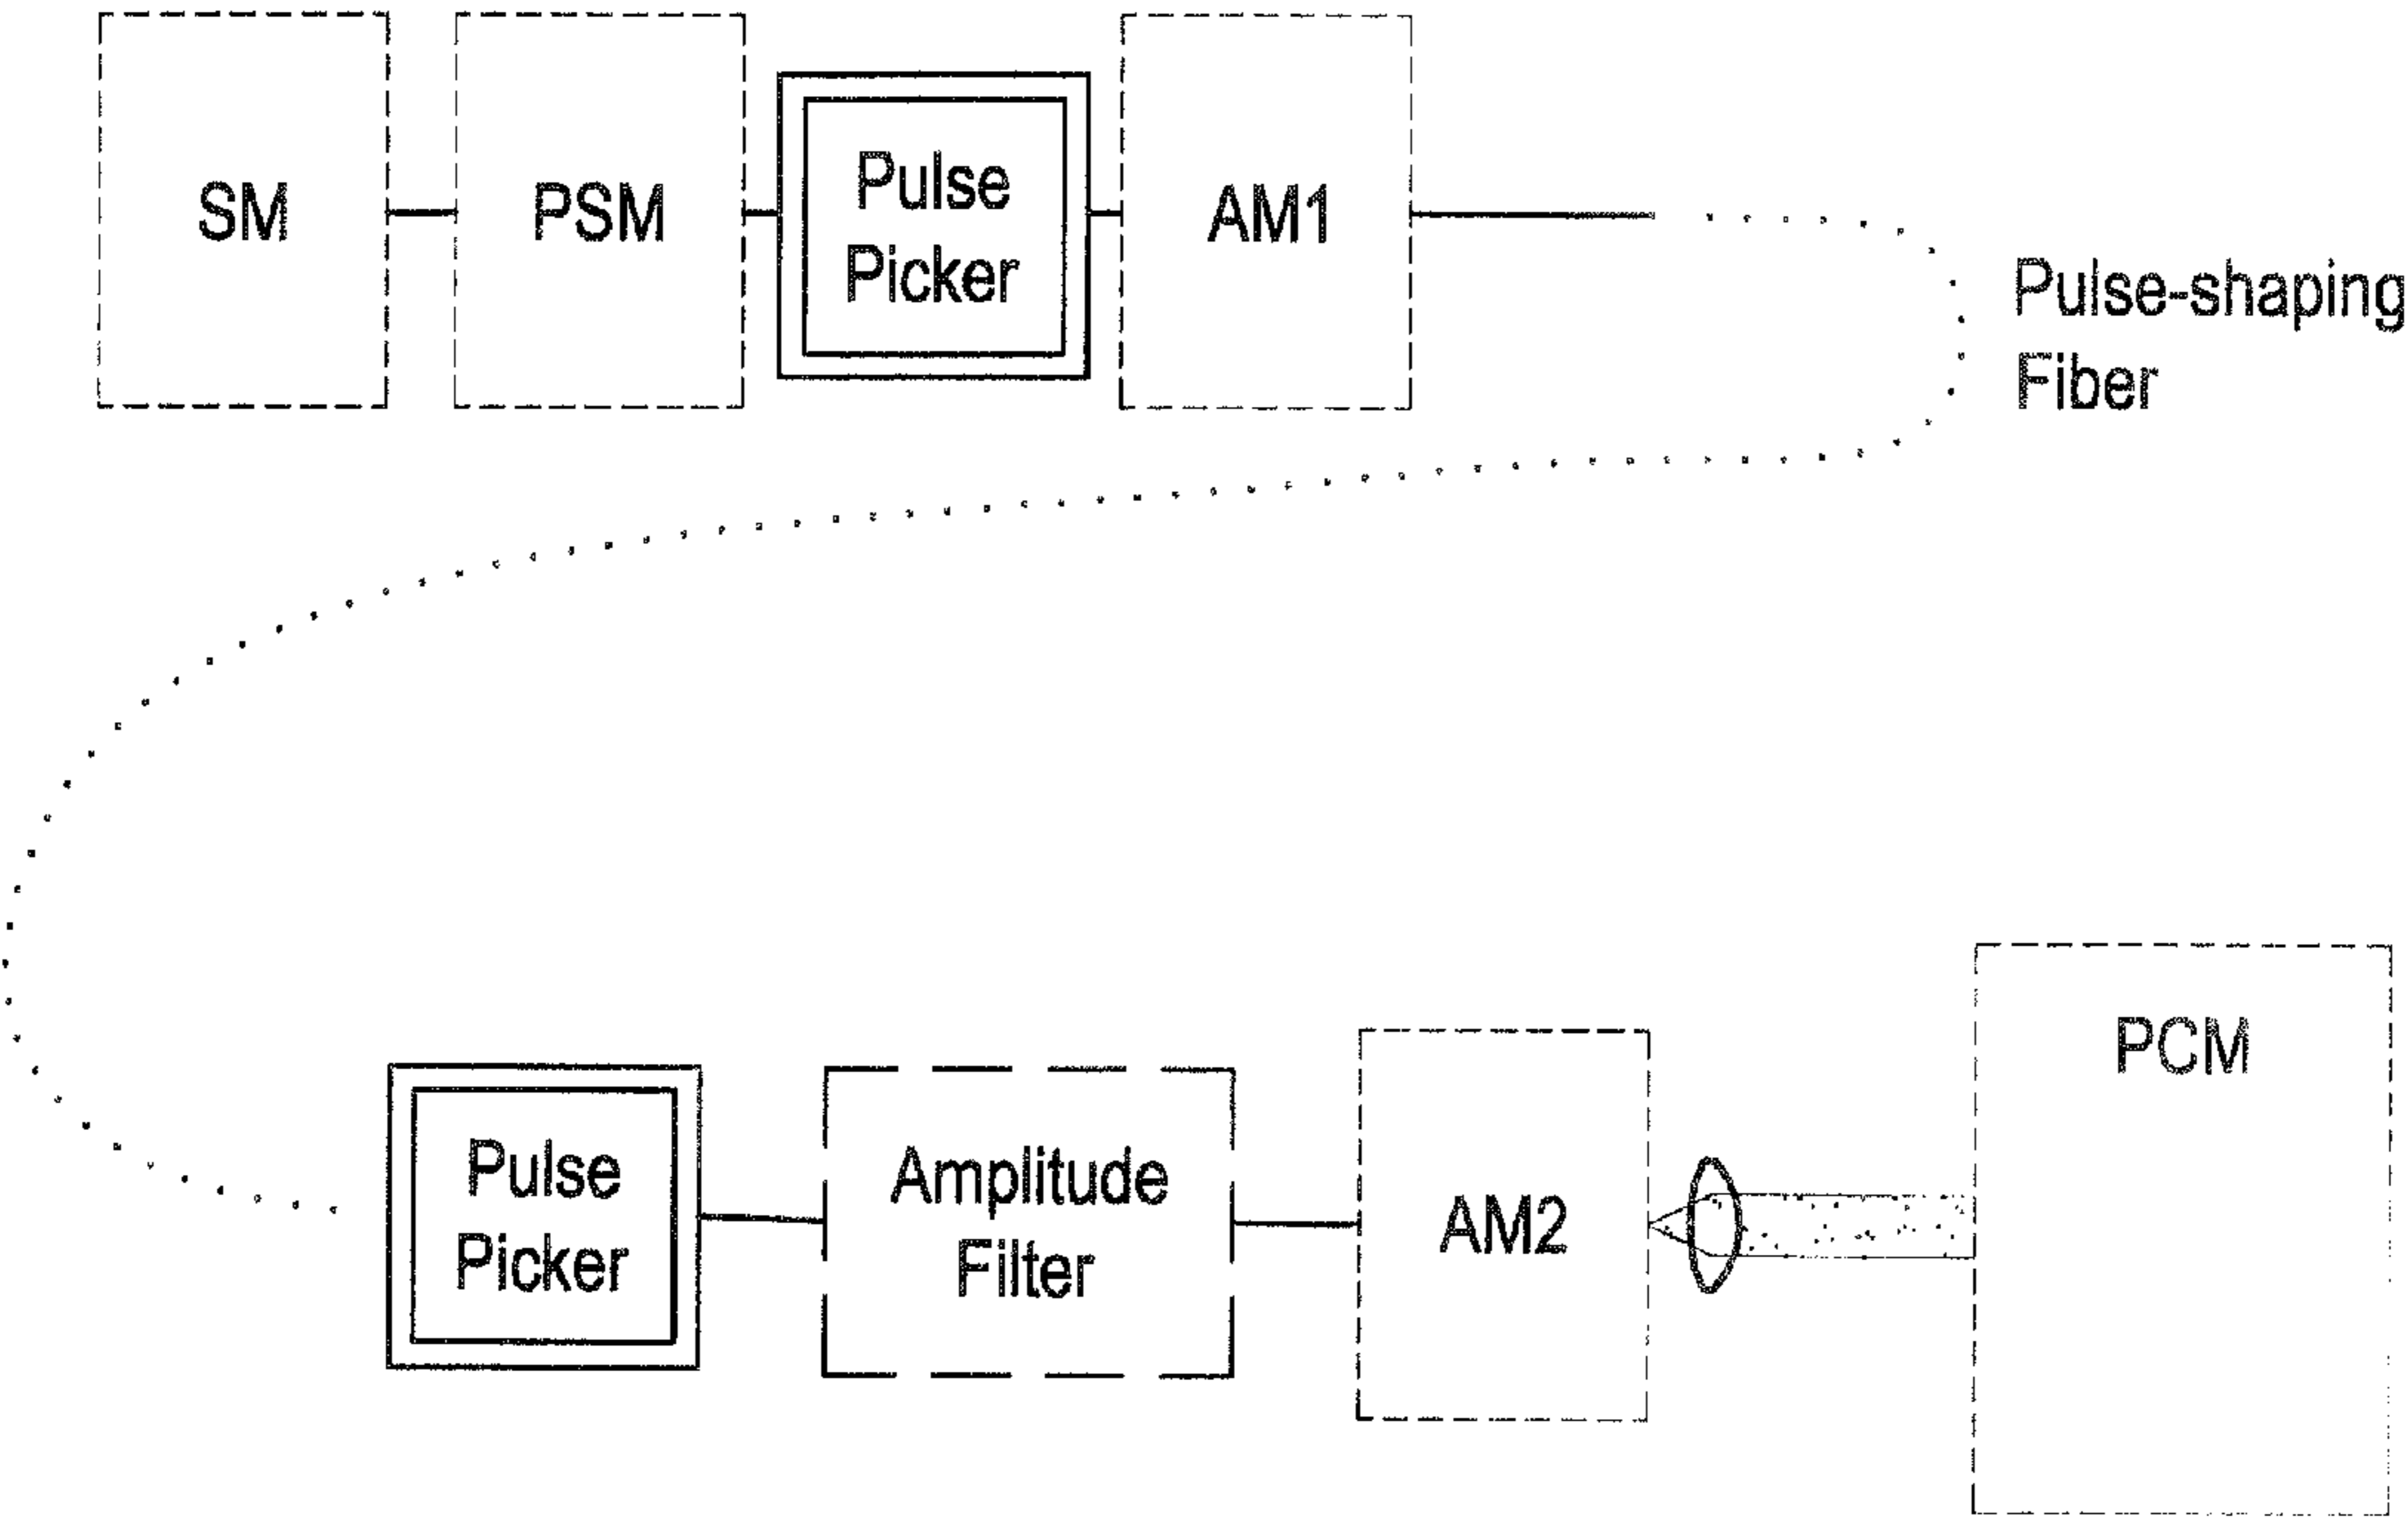 SM
PSM
Pulse
Picker
AM1
Pulse-shaping
Fiber
Pulse
Picker
Amplitude
Filter
AM2
PCM